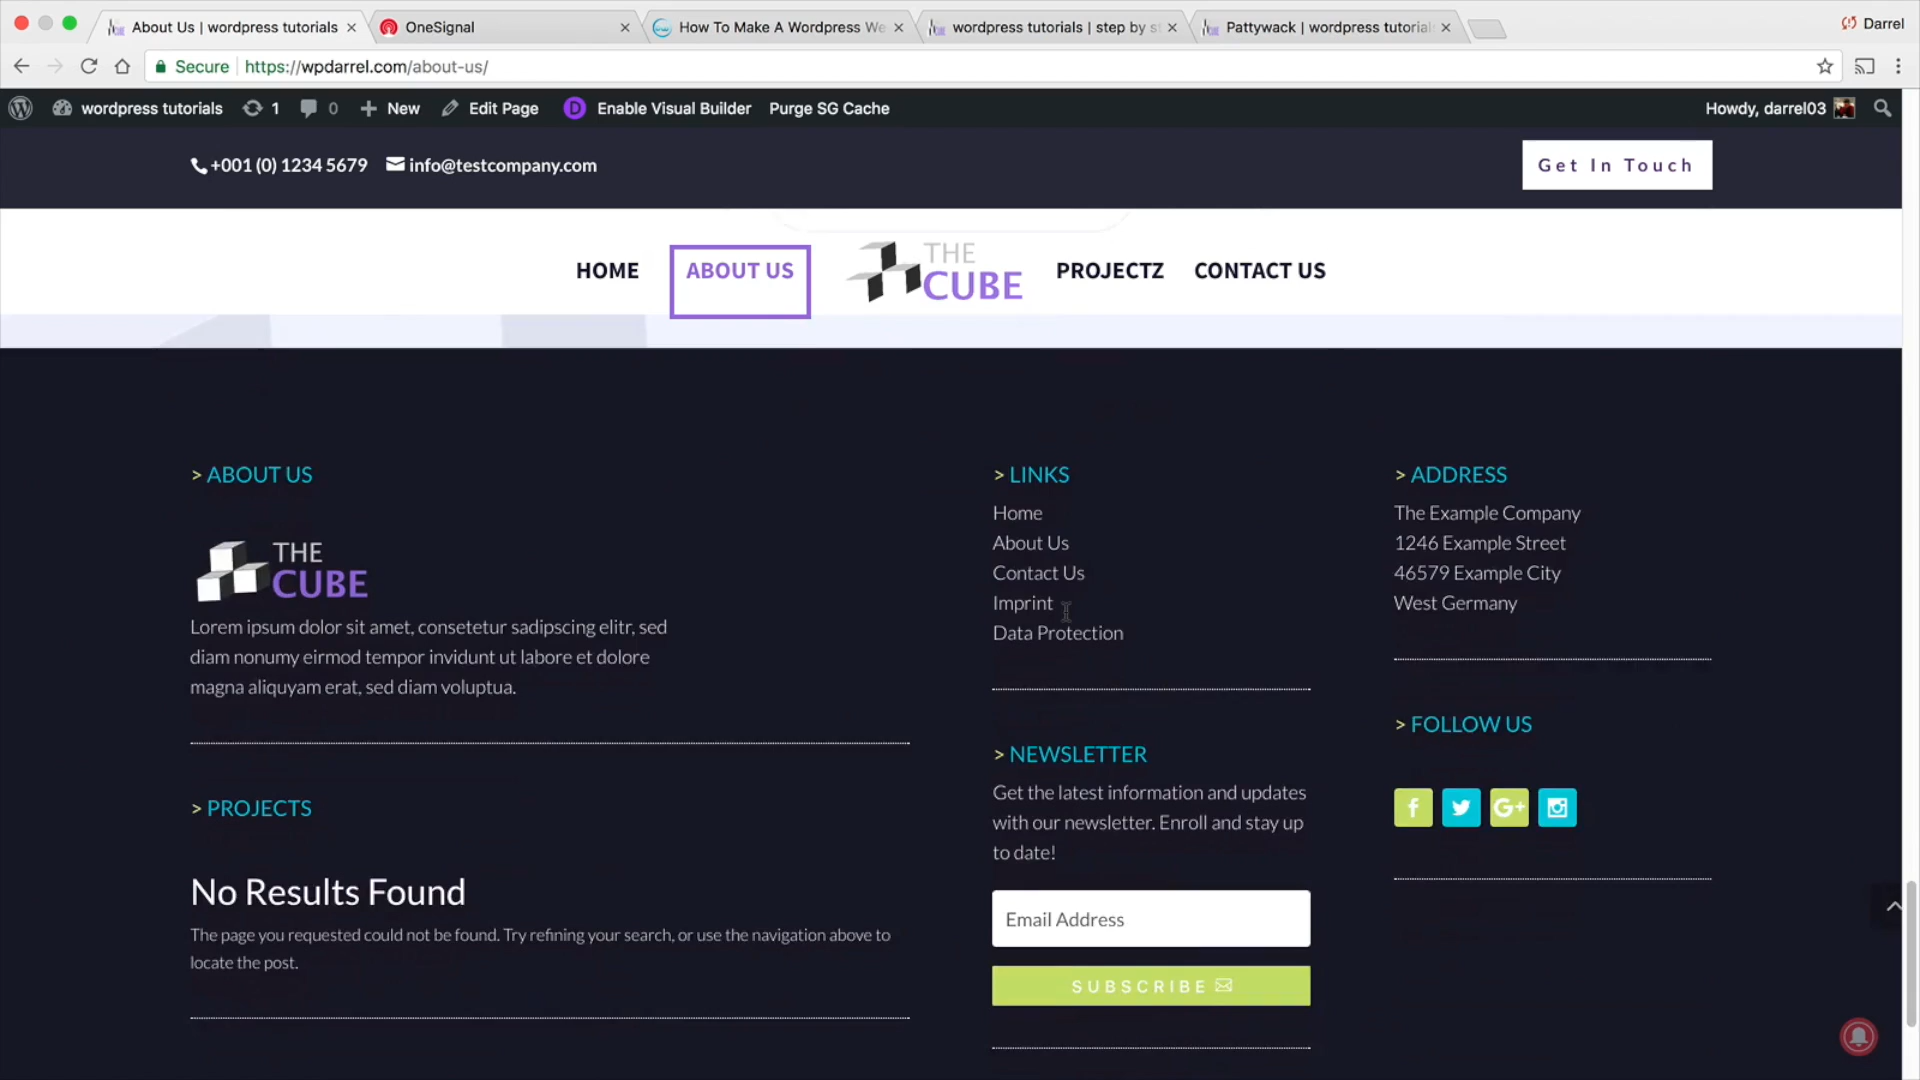 About Us | wordpress tutorials
OneSignal
How To Make A Wordpress We
wordpress tutorials | step by s
Pattywack | wordpress tutorial
Darrel
Secure
https://wpdarrel.com/about-us/
wordpress tutorials
1
0
New
Edit Page
D
Enable Visual Builder
Purge SG Cache
Howdy, darrel03
+001 (0) 1234 5679
info@testcompany.com
Get In Touch
HOME
ABOUT US
THE
CUBE
PROJECTZ
CONTACT US
> ABOUT US
THE
CUBE
Lorem ipsum dolor sit amet, consetetur sadipscing elitr, sed
diam nonumy eirmod tempor invidunt ut labore et dolore
magna aliquyam erat, sed diam voluptua.
> PROJECTS
No Results Found
The page you requested could not be found. Try refining your search, or use the navigation above to
locate the post.
> LINKS
Home
About Us
Contact Us
Imprint
Data Protection
> NEWSLETTER
Get the latest information and updates
with our newsletter. Enroll and stay up
to date!
Email Address
SUBSCRIBE
> ADDRESS
The Example Company
1246 Example Street
46579 Example City
West Germany
> FOLLOW US
f
G+